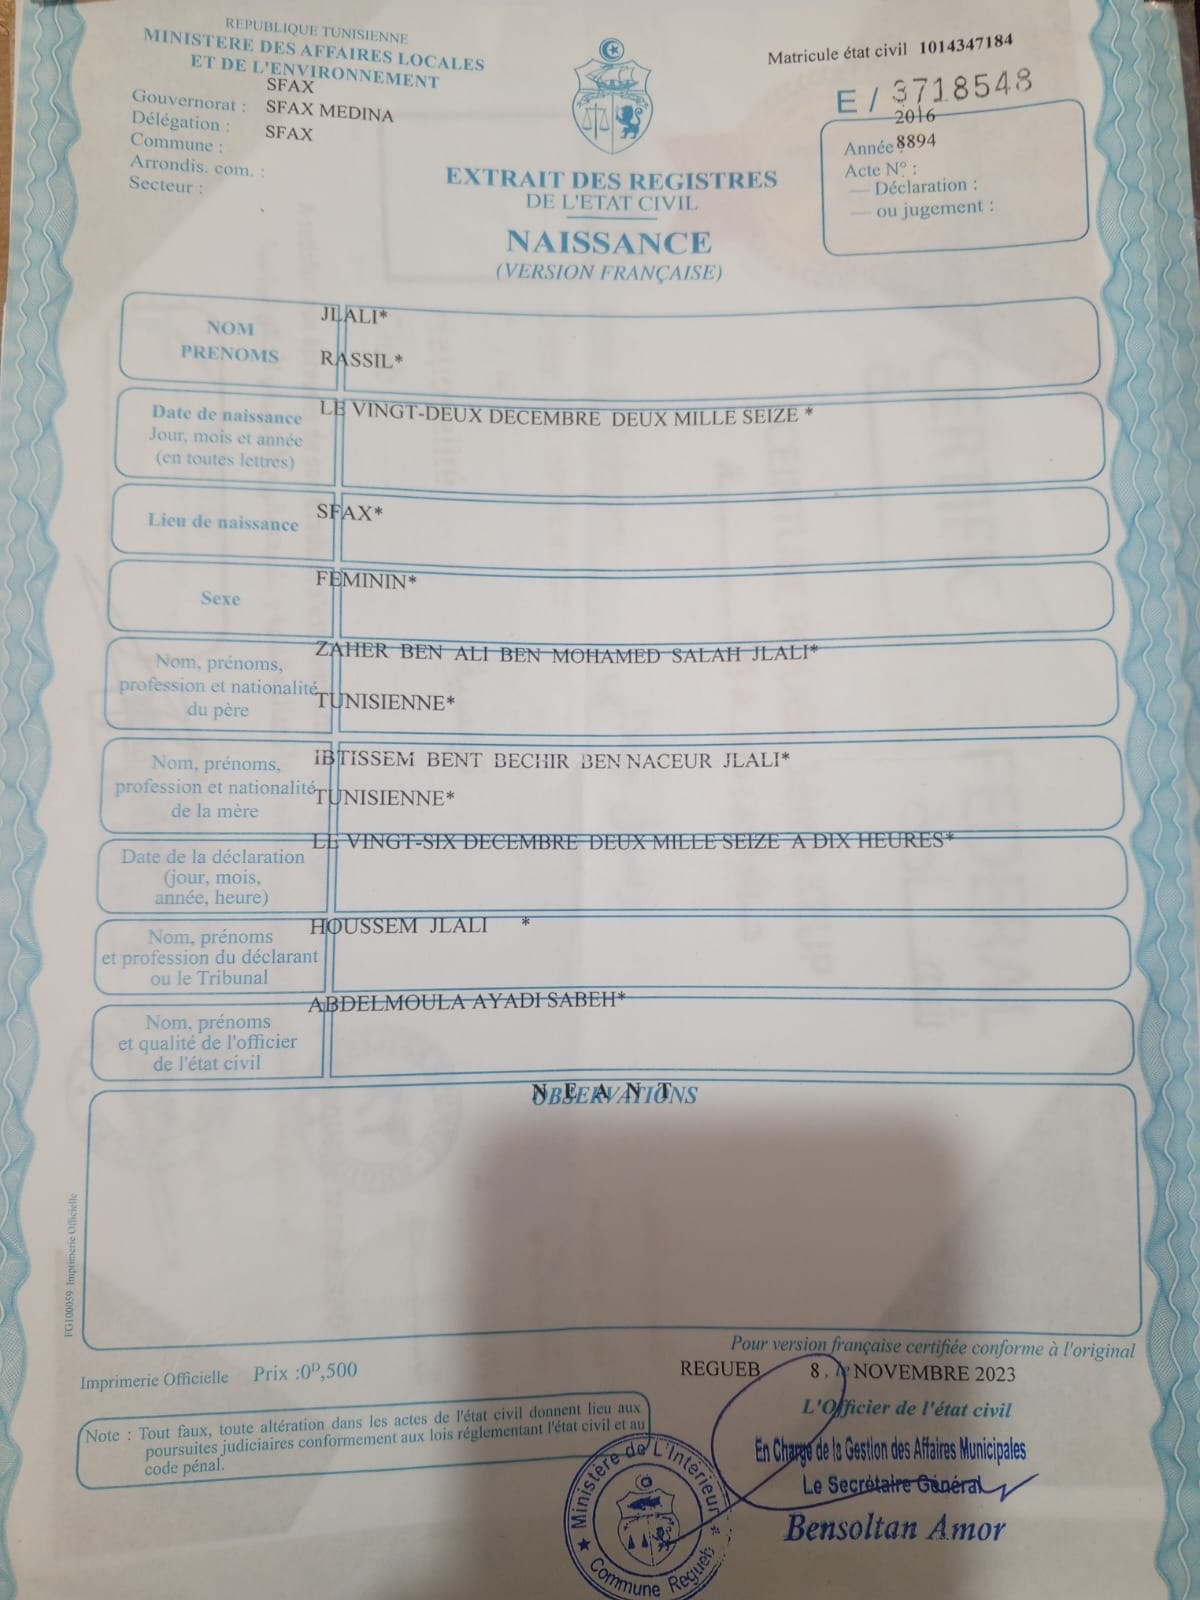 REPUBLIQUE TUNISIENNE
MINISTERE DES AFFAIRES LOCALES
ET DE L'ENVIRONNEMENT
Gouvernorat : SFAX
Délégation : SFAX MEDINA
Commune : SFAX
Arrondis. com. :
Secteur :
Matricule état civil 1014347184
E / 3718548
2016
Année : 8894
Acte N° :
— Déclaration :
— ou jugement :
EXTRAIT DES REGISTRES
DE L'ETAT CIVIL
NAISSANCE
(VERSION FRANÇAISE)
NOM JLALI*
PRENOMS RASSIL*
Date de naissance LE VINGT-DEUX DECEMBRE DEUX MILLE SEIZE *
Jour, mois et année
(en toutes lettres)
Lieu de naissance SFAX*
Sexe FEMININ*
Nom, prénoms, ZAHER BEN ALI BEN MOHAMED SALAH JLALI*
profession et nationalité TUNISIENNE*
du père
Nom, prénoms, IBTISSEM BENT BECHIR BEN NACEUR JLALI*
profession et nationalité TUNISIENNE*
de la mère
Date de la déclaration LE VINGT-SIX DECEMBRE DEUX MILLE SEIZE A DIX HEURES*
(jour, mois,
année, heure)
Nom, prénoms HOUSSEM JLALI *
et profession du déclarant
ou le Tribunal
Nom, prénoms ABDELMOULA AYADI SABEH*
et qualité de l'officier
de l'état civil
N E A N T
OBSERVATIONS
FG100059 Imprimerie Officielle
Pour version française certifiée conforme à l'original
Imprimerie Officielle Prix :0D,500
REGUEB 8, le NOVEMBRE 2023
L'Officier de l'état civil
Note : Tout faux, toute altération dans les actes de l'état civil donnent lieu aux
poursuites judiciaires conformement aux lois réglementant l'état civil et au
code pénal.
En Charge de la Gestion des Affaires Municipales
Le Secrétaire Général
Bensoltan Amor
Ministère de L'Intérieur
Commune Regueb